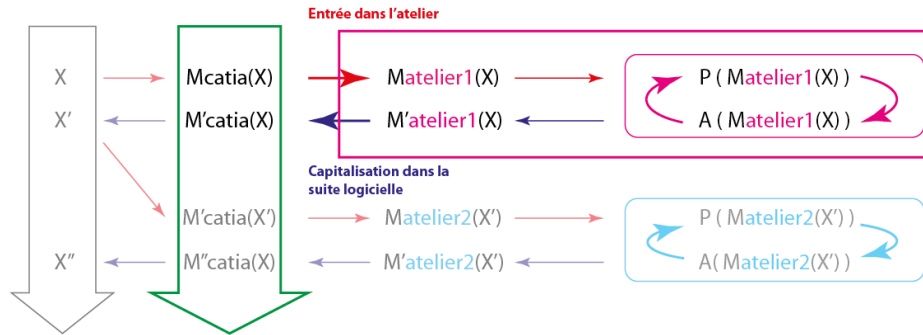 Entrée dans l’atelier
X Mcatia(X) Matelier1(X) P ( Matelier1(X) )
X' M'catia(X) M'atelier1(X) A ( Matelier1(X) )
Capitalisation dans la
suite logicielle
M'catia(X') Matelier2(X') P ( Matelier2(X') )
X" M"catia(X) M'atelier2(X') A( Matelier2(X') )